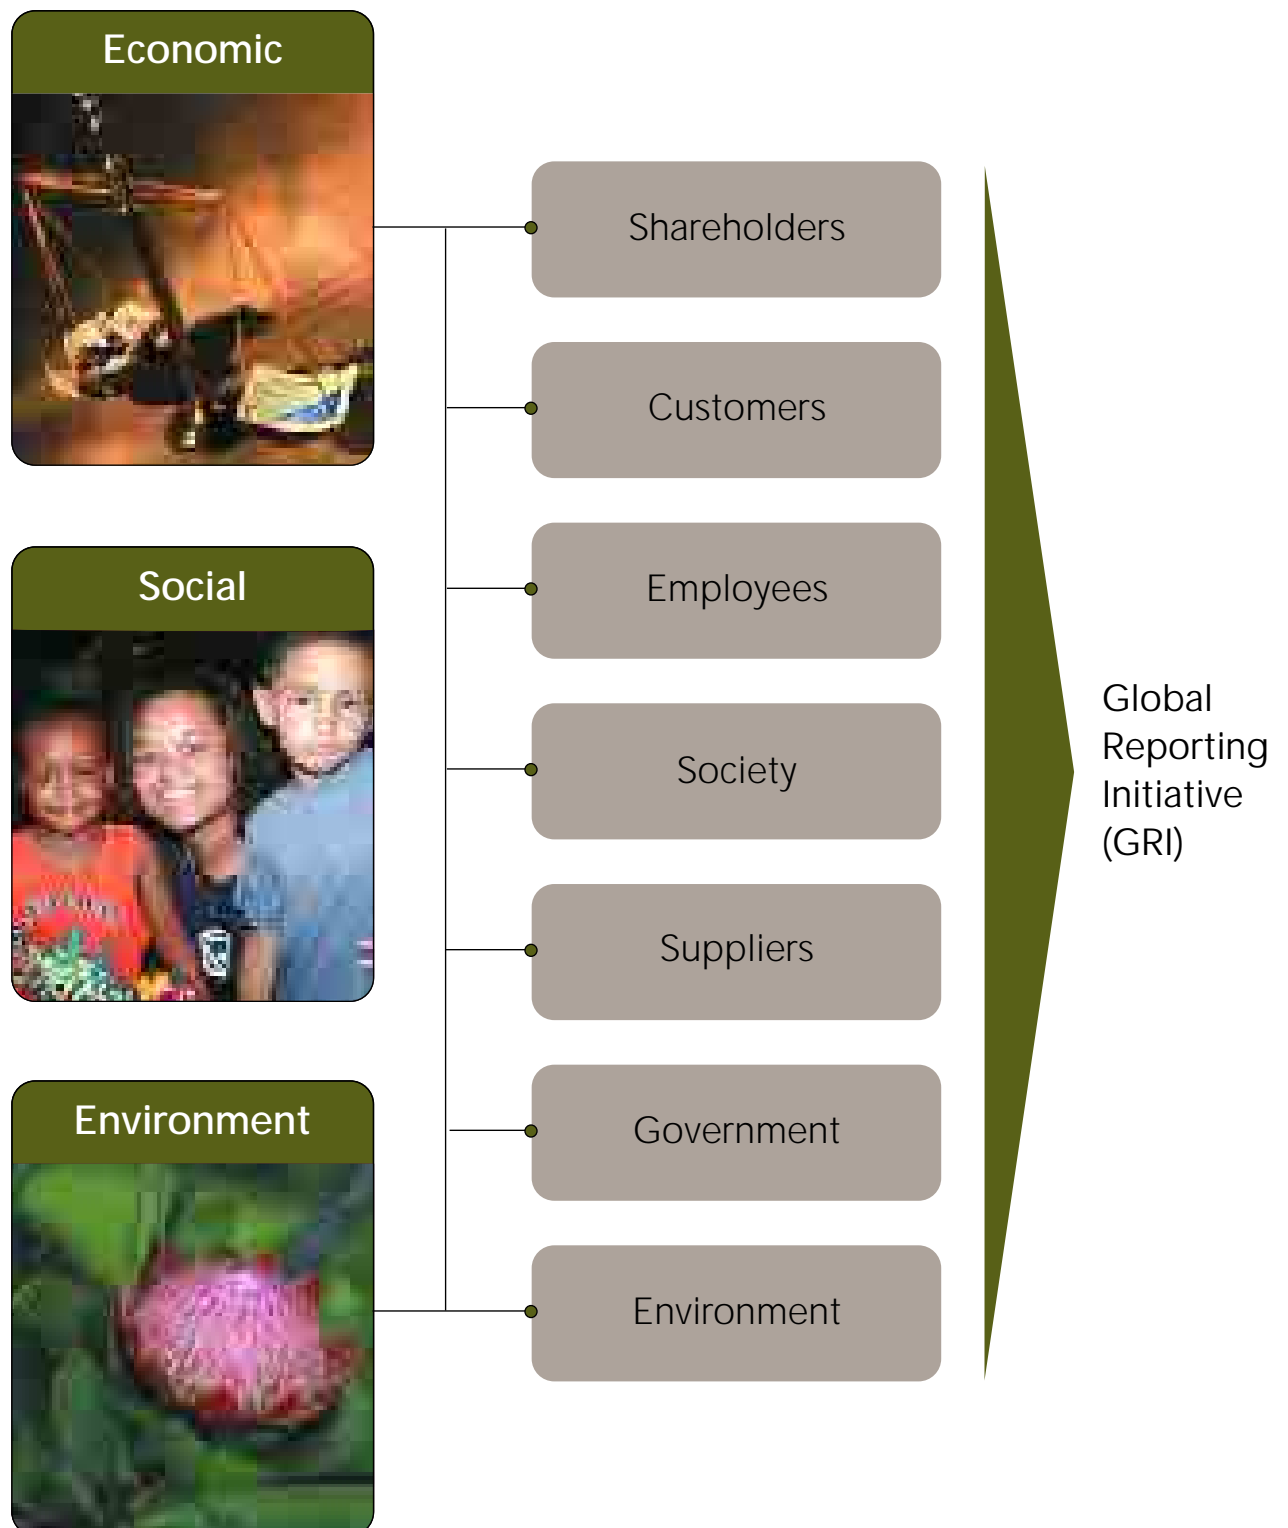 Economic
Social
Environment
Shareholders
Customers
Employees
Society
Suppliers
Government
Environment
Global
Reporting
Initiative
(GRI)